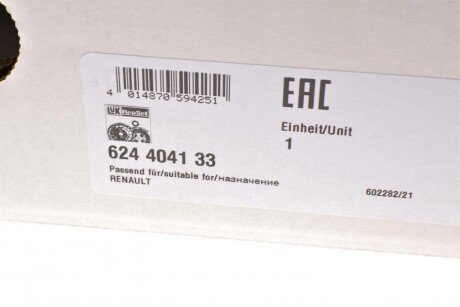 4 014870 594251
EAC
LuK RepSet
Einheit/Unit
1
624 4041 33
Passend für/suitable for/назначение
RENAULT
602282/21